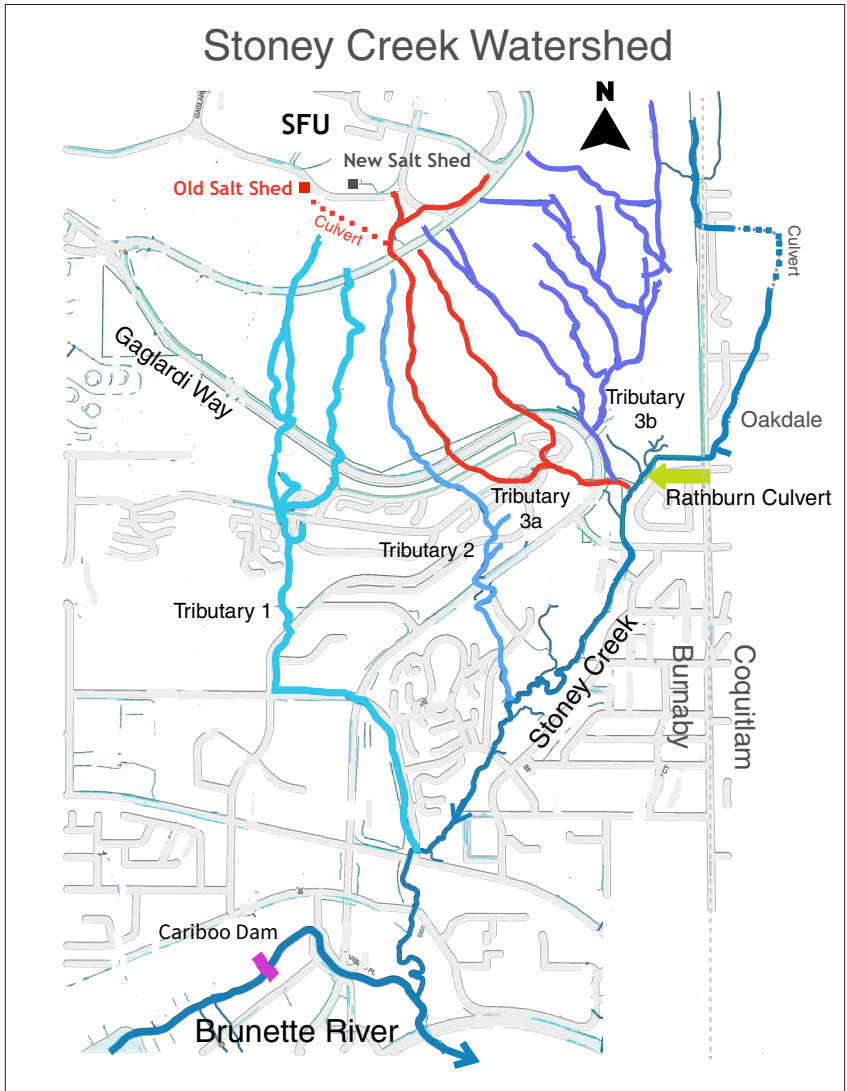 Stoney Creek Watershed
N
SFU
New Salt Shed
Old Salt Shed
Culvert
Culvert
Gaglardi Way
Tributary
3b
Oakdale
Rathburn Culvert
Tributary
3a
Tributary 2
Tributary 1
Stoney Creek
Burnaby
Coquitlam
Cariboo Dam
Brunette River